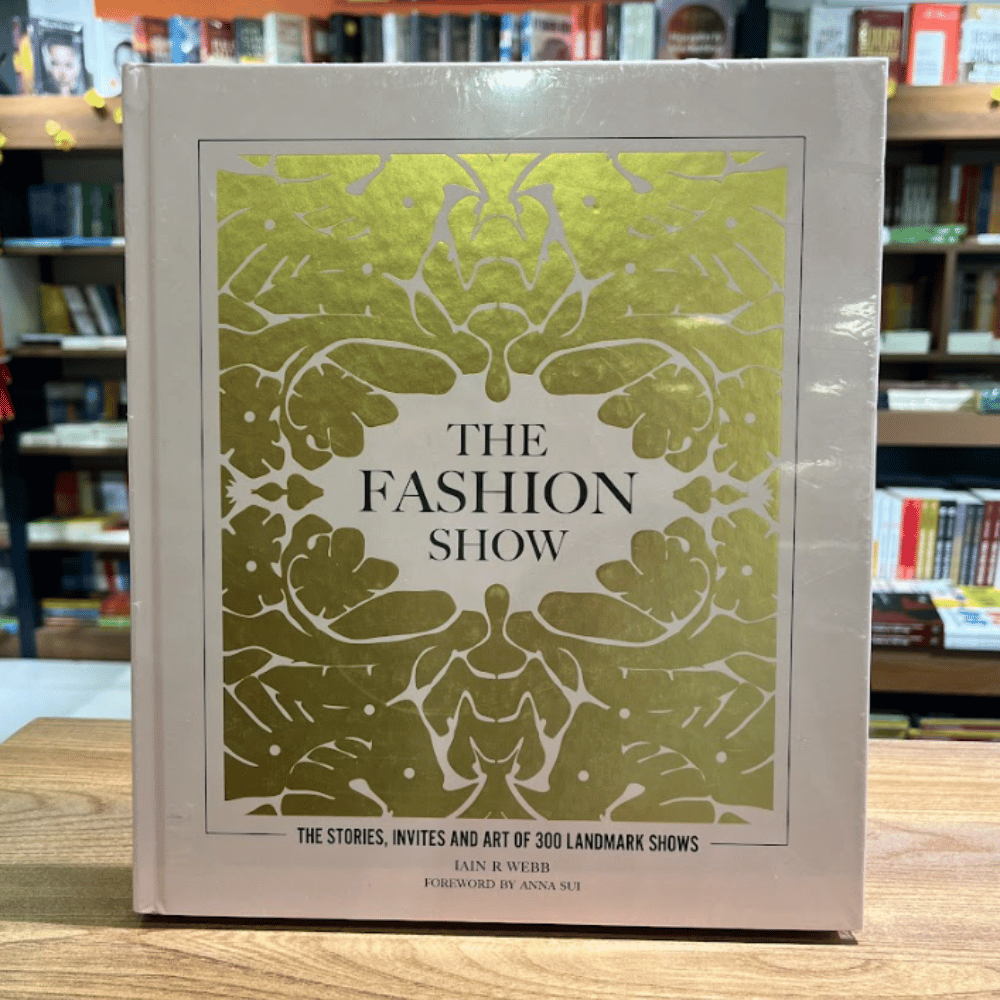 THE
FASHION
SHOW
THE STORIES, INVITES AND ART OF 300 LANDMARK SHOWS
IAIN R WEBB
FOREWORD BY ANNA SUI